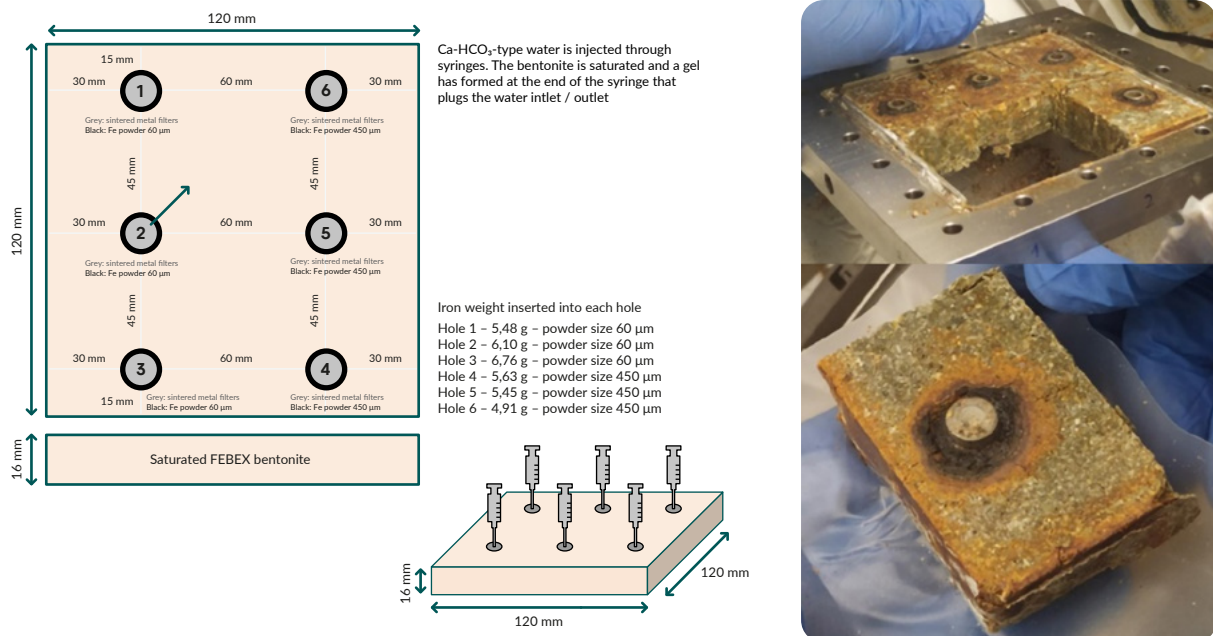 120 mm
15 mm
30 mm
1
60 mm
6
30 mm
Grey: sintered metal filters
Black: Fe powder 60 µm
Grey: sintered metal filters
Black: Fe powder 450 µm
45 mm
45 mm
120 mm
30 mm
2
60 mm
5
30 mm
Grey: sintered metal filters
Black: Fe powder 60 µm
Grey: sintered metal filters
Black: Fe powder 450 µm
45 mm
45 mm
30 mm
3
60 mm
4
30 mm
15 mm
Grey: sintered metal filters
Black: Fe powder 60 µm
Grey: sintered metal filters
Black: Fe powder 450 µm
16 mm
Saturated FEBEX bentonite
Ca-HCO₃-type water is injected through
syringes. The bentonite is saturated and a gel
has formed at the end of the syringe that
plugs the water intlet / outlet
Iron weight inserted into each hole
Hole 1 – 5,48 g – powder size 60 µm
Hole 2 – 6,10 g – powder size 60 µm
Hole 3 – 6,76 g – powder size 60 µm
Hole 4 – 5,63 g – powder size 450 µm
Hole 5 – 5,45 g – powder size 450 µm
Hole 6 – 4,91 g – powder size 450 µm
16 mm
120 mm
120 mm